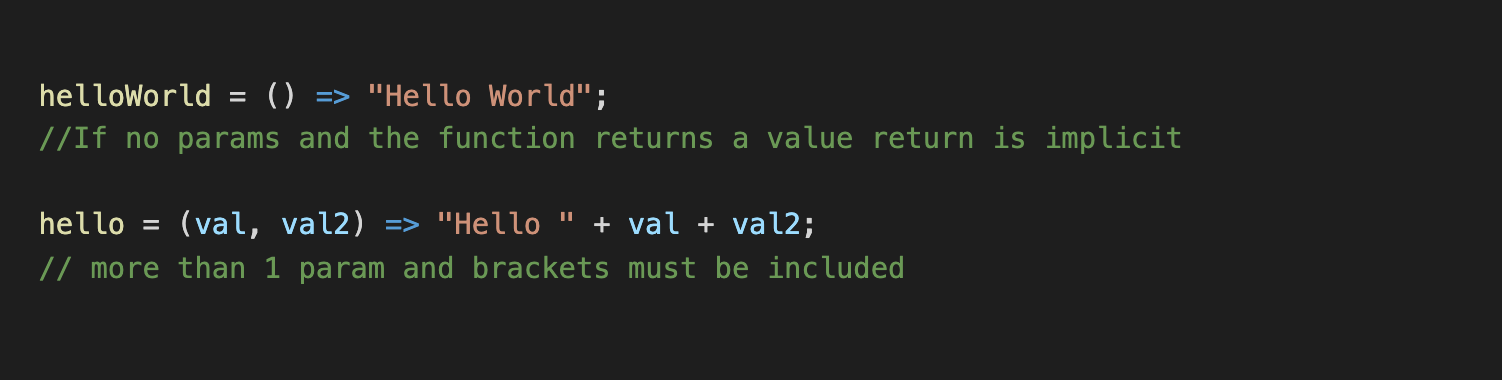 helloWorld = () => "Hello World";
//If no params and the function returns a value return is implicit
hello = (val, val2) => "Hello " + val + val2;
// more than 1 param and brackets must be included